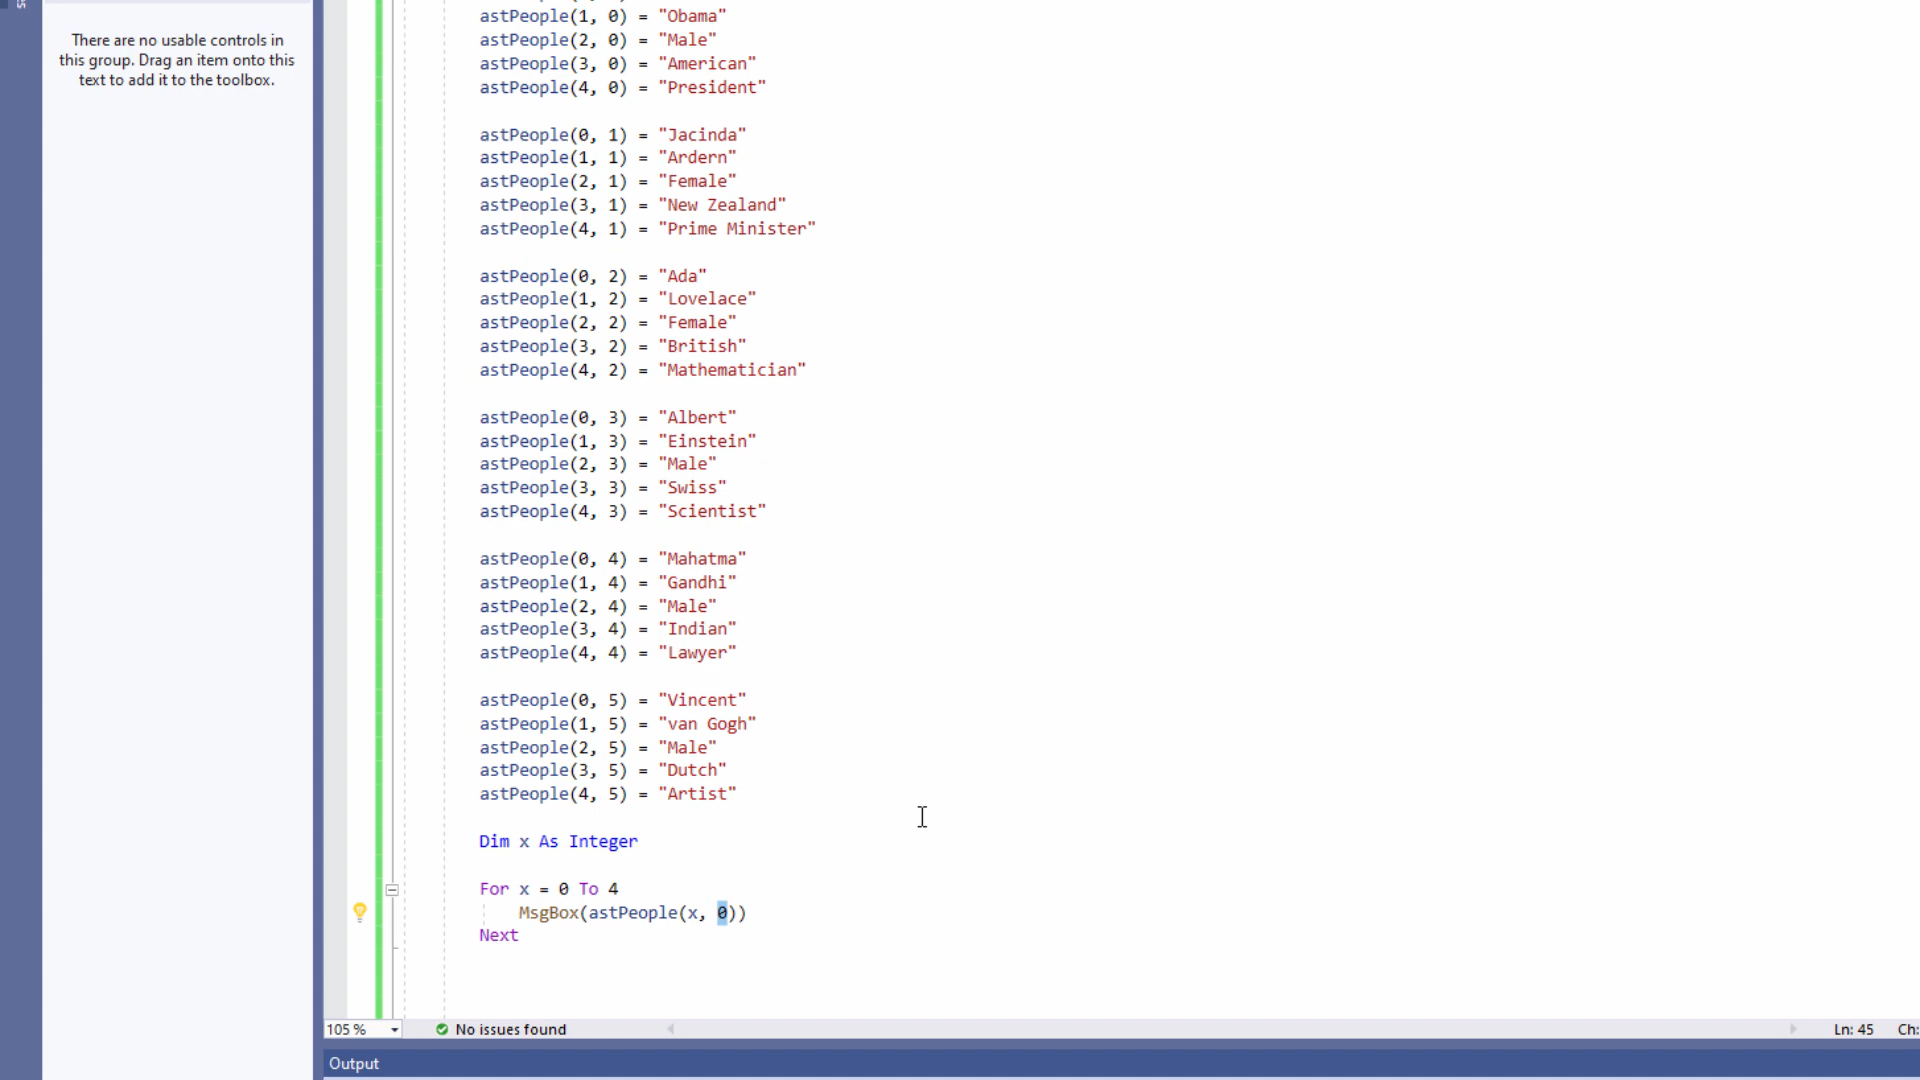 There are no usable controls in
this group. Drag an item onto this
text to add it to the toolbox.
astPeople(1, 0) = "Obama"
astPeople(2, 0) = "Male"
astPeople(3, 0) = "American"
astPeople(4, 0) = "President"
astPeople(0, 1) = "Jacinda"
astPeople(1, 1) = "Ardern"
astPeople(2, 1) = "Female"
astPeople(3, 1) = "New Zealand"
astPeople(4, 1) = "Prime Minister"
astPeople(0, 2) = "Ada"
astPeople(1, 2) = "Lovelace"
astPeople(2, 2) = "Female"
astPeople(3, 2) = "British"
astPeople(4, 2) = "Mathematician"
astPeople(0, 3) = "Albert"
astPeople(1, 3) = "Einstein"
astPeople(2, 3) = "Male"
astPeople(3, 3) = "Swiss"
astPeople(4, 3) = "Scientist"
astPeople(0, 4) = "Mahatma"
astPeople(1, 4) = "Gandhi"
astPeople(2, 4) = "Male"
astPeople(3, 4) = "Indian"
astPeople(4, 4) = "Lawyer"
astPeople(0, 5) = "Vincent"
astPeople(1, 5) = "van Gogh"
astPeople(2, 5) = "Male"
astPeople(3, 5) = "Dutch"
astPeople(4, 5) = "Artist"
Dim x As Integer
For x = 0 To 4
MsgBox(astPeople(x, 0))
Next
105 %
No issues found
Ln: 45
Ch:
Output